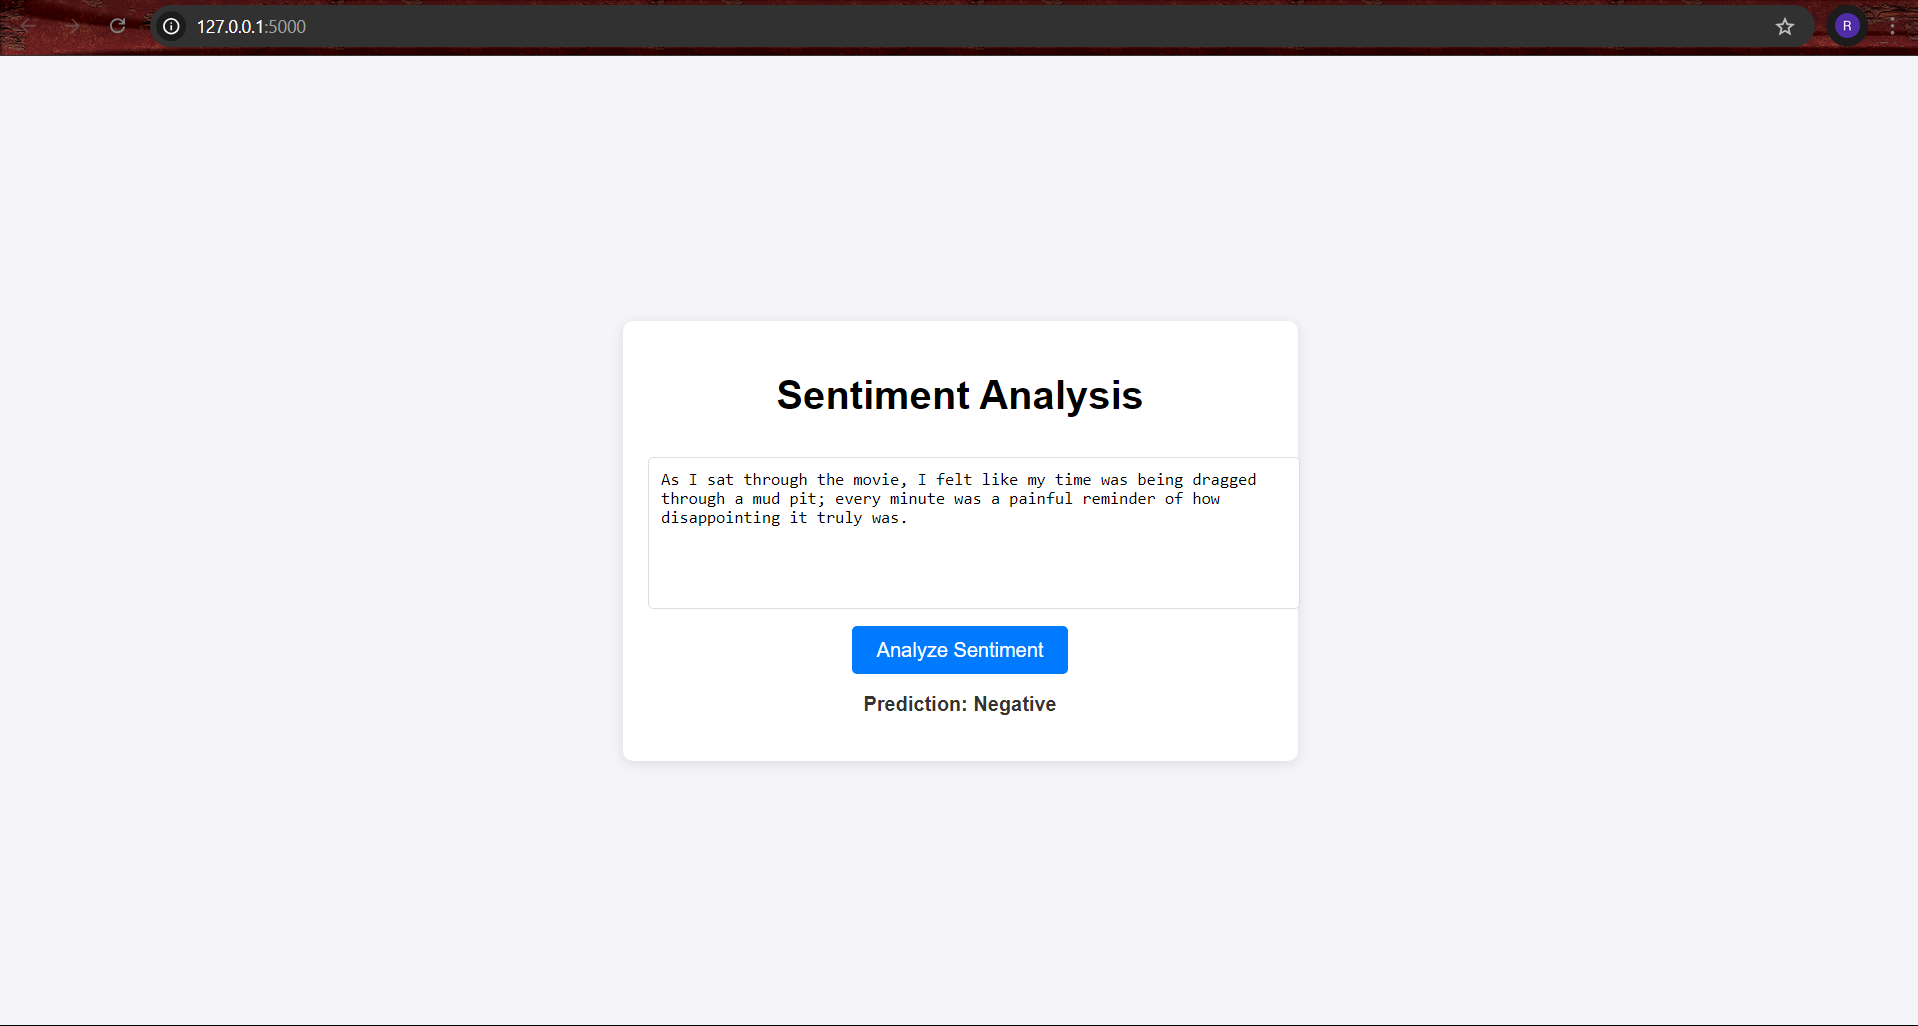 127.0.0.1:5000
R
Sentiment Analysis
As I sat through the movie, I felt like my time was being dragged
through a mud pit; every minute was a painful reminder of how
disappointing it truly was.
Analyze Sentiment
Prediction: Negative